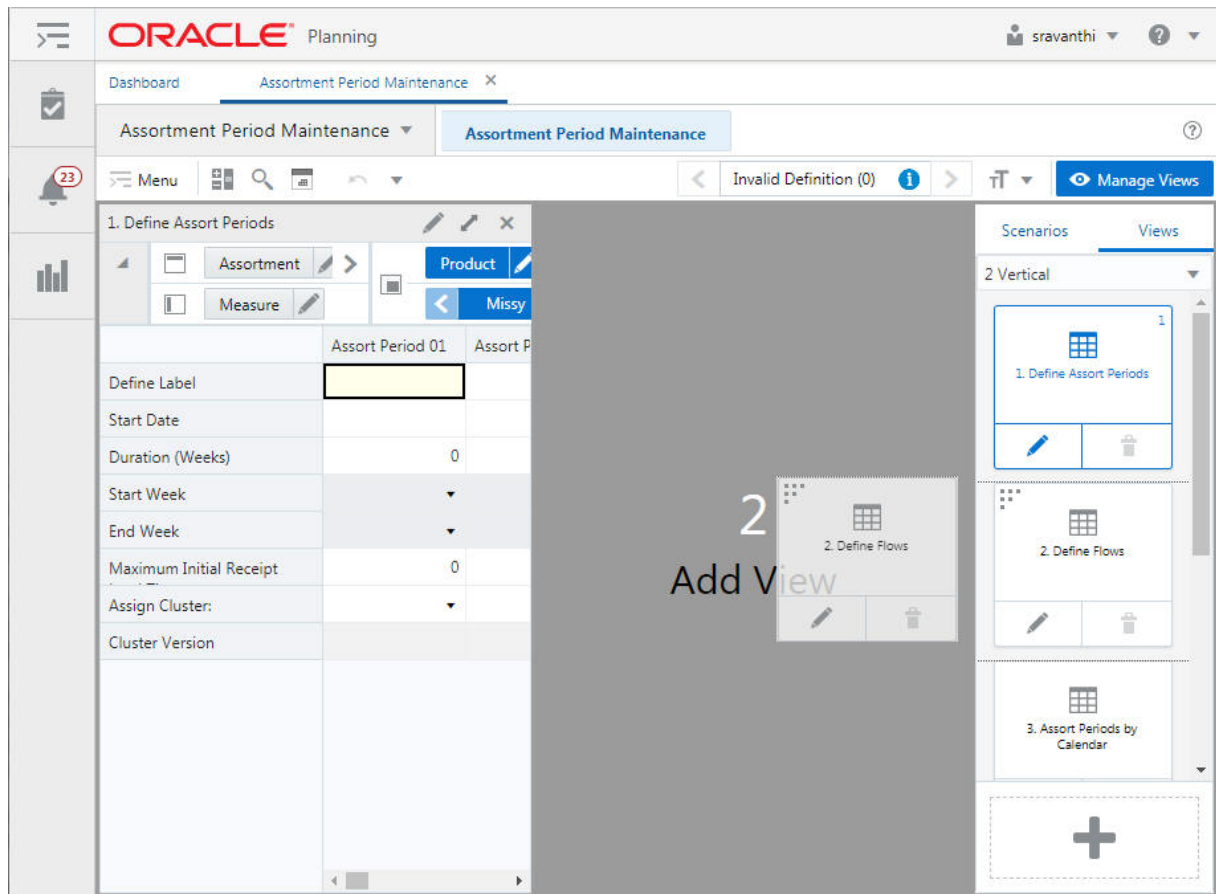 ORACLE Planning
sravanthi
Dashboard Assortment Period Maintenance
Assortment Period Maintenance Assortment Period Maintenance
23
Menu Invalid Definition (0) Manage Views
1. Define Assort Periods
Assortment Product
Measure Missy
Assort Period 01 Assort P
Define Label
Start Date
Duration (Weeks) 0
Start Week
End Week
Maximum Initial Receipt 0
Assign Cluster:
Cluster Version
2
Add View
2. Define Flows
Scenarios Views
2 Vertical
1
1. Define Assort Periods
2. Define Flows
3. Assort Periods by
Calendar